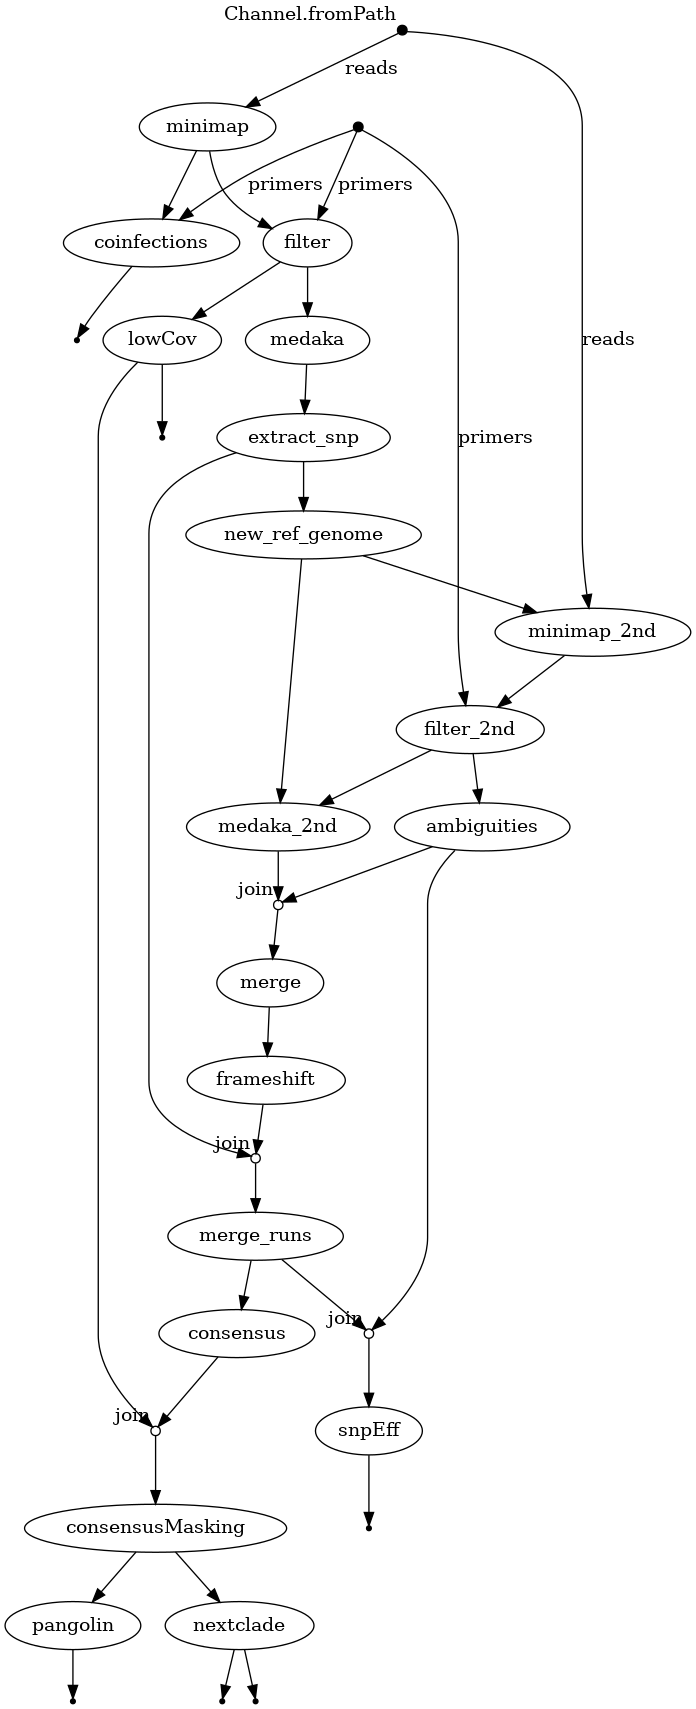 Channel.fromPath
reads
minimap
primers
primers
coinfections
filter
lowCov
medaka
reads
extract_snp
primers
new_ref_genome
minimap_2nd
filter_2nd
medaka_2nd
ambiguities
join
merge
frameshift
join
merge_runs
join
consensus
join
snpEff
consensusMasking
pangolin
nextclade